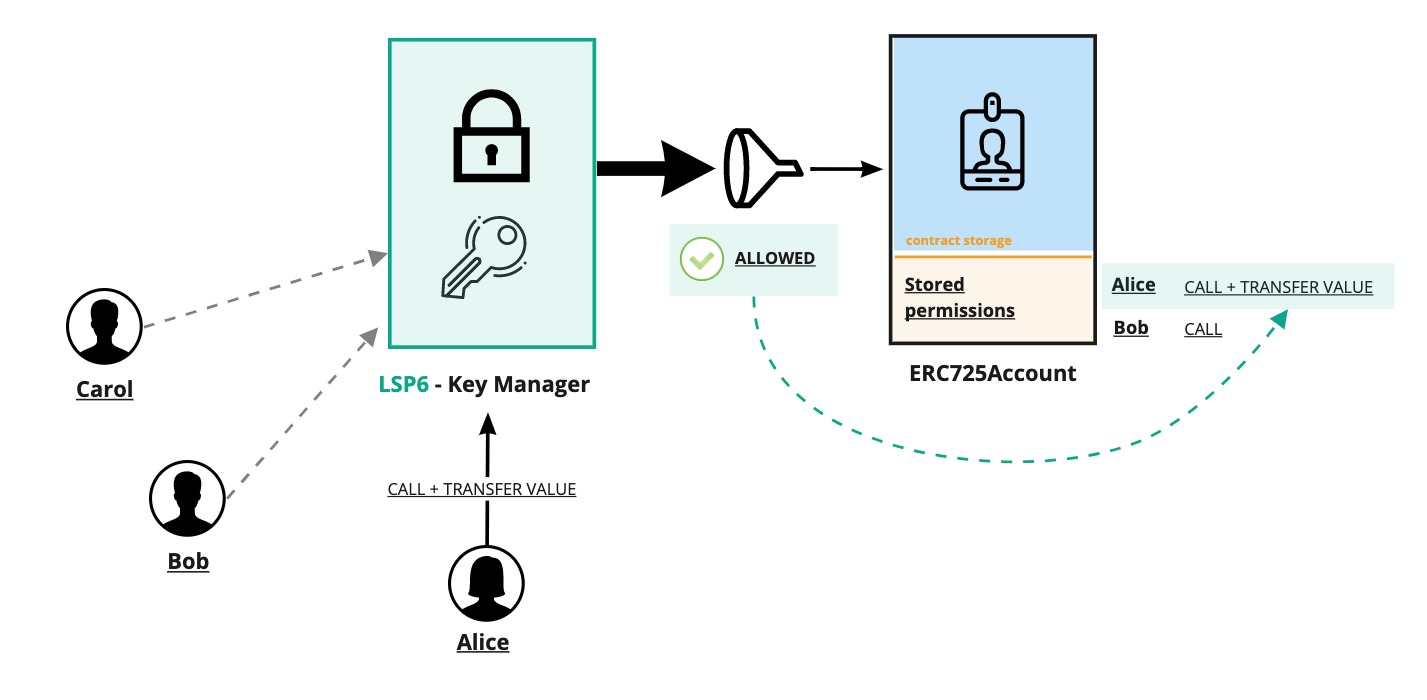 contract storage
ALLOWED
Stored
permissions
Alice CALL + TRANSFER VALUE
Bob CALL
ERC725Account
LSP6 - Key Manager
Carol
CALL + TRANSFER VALUE
Bob
Alice